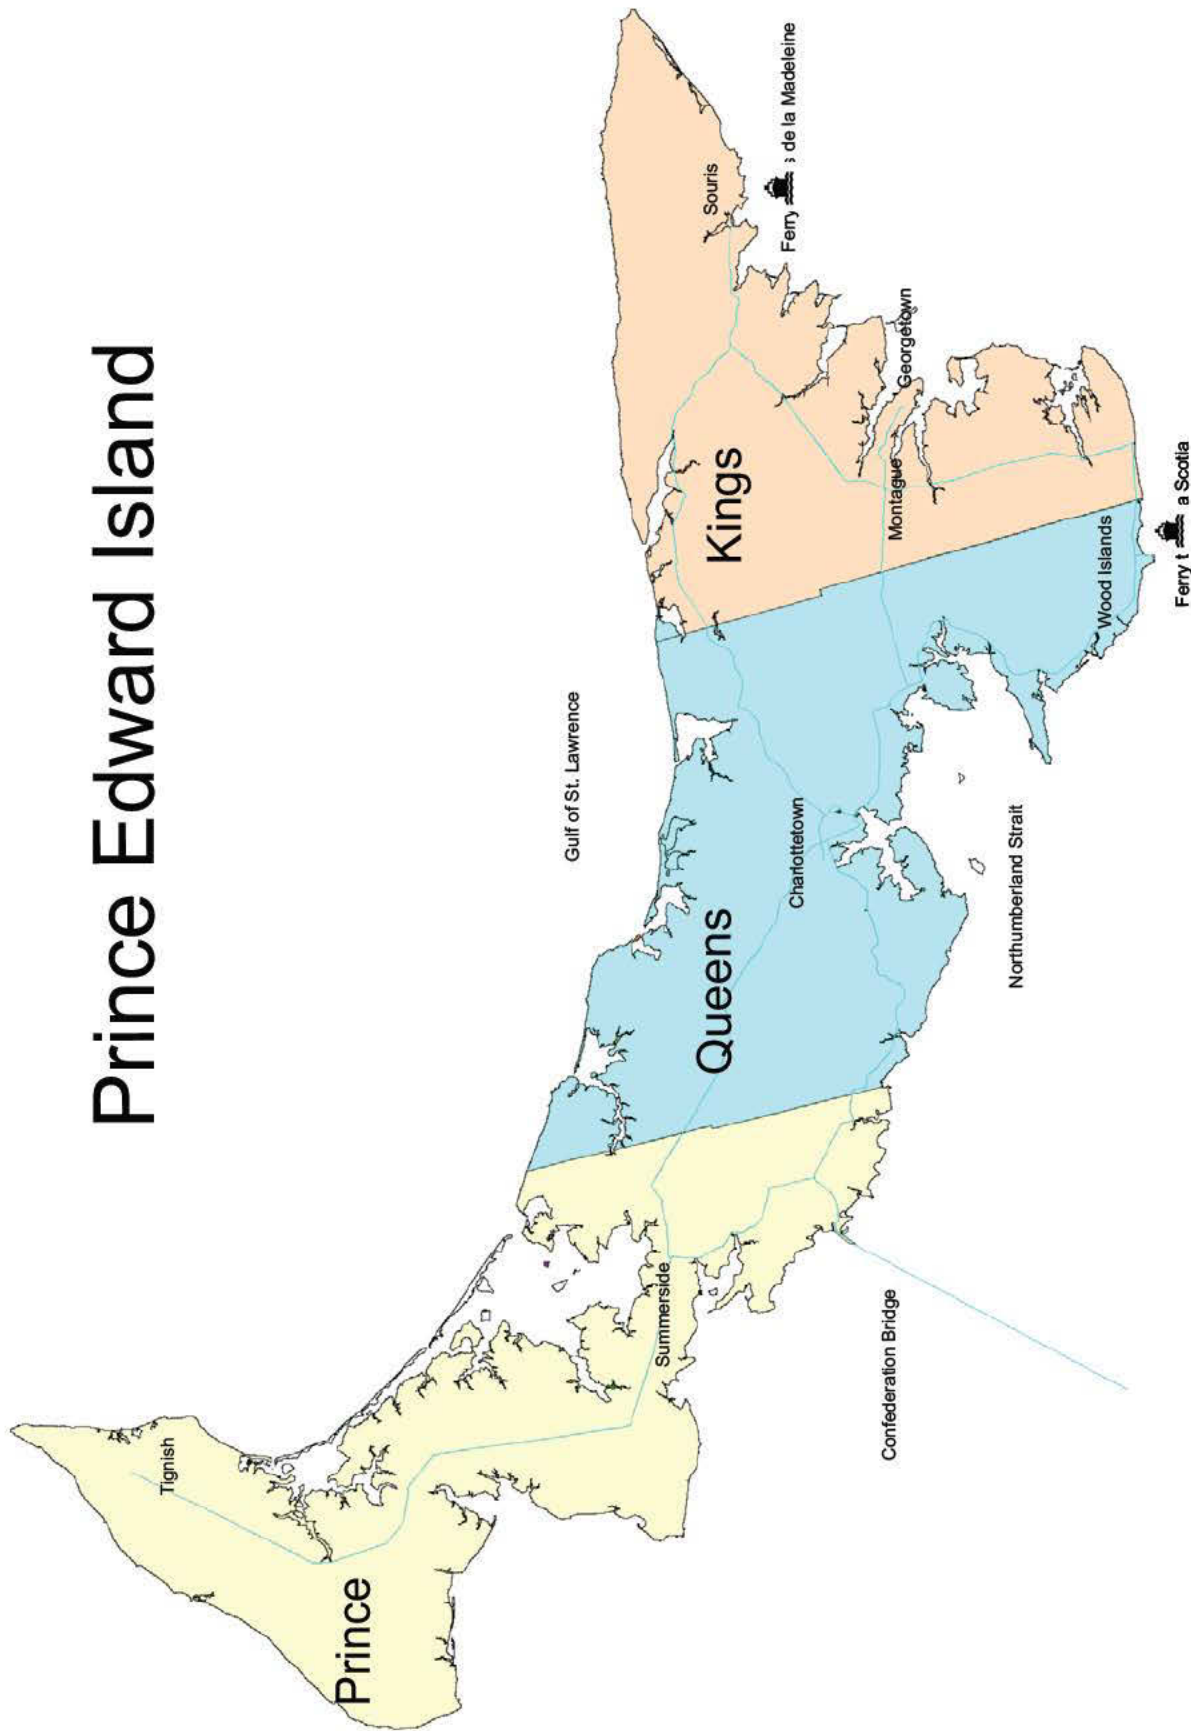 Prince Edward Island
Gulf of St. Lawrence
Tignish
Prince
Summerside
Confederation Bridge
Queens
Charlottetown
Northumberland Strait
Kings
Souris
Ferry s de la Madeleine
Georgetown
Montague
Wood Islands
Ferry t a Scotia